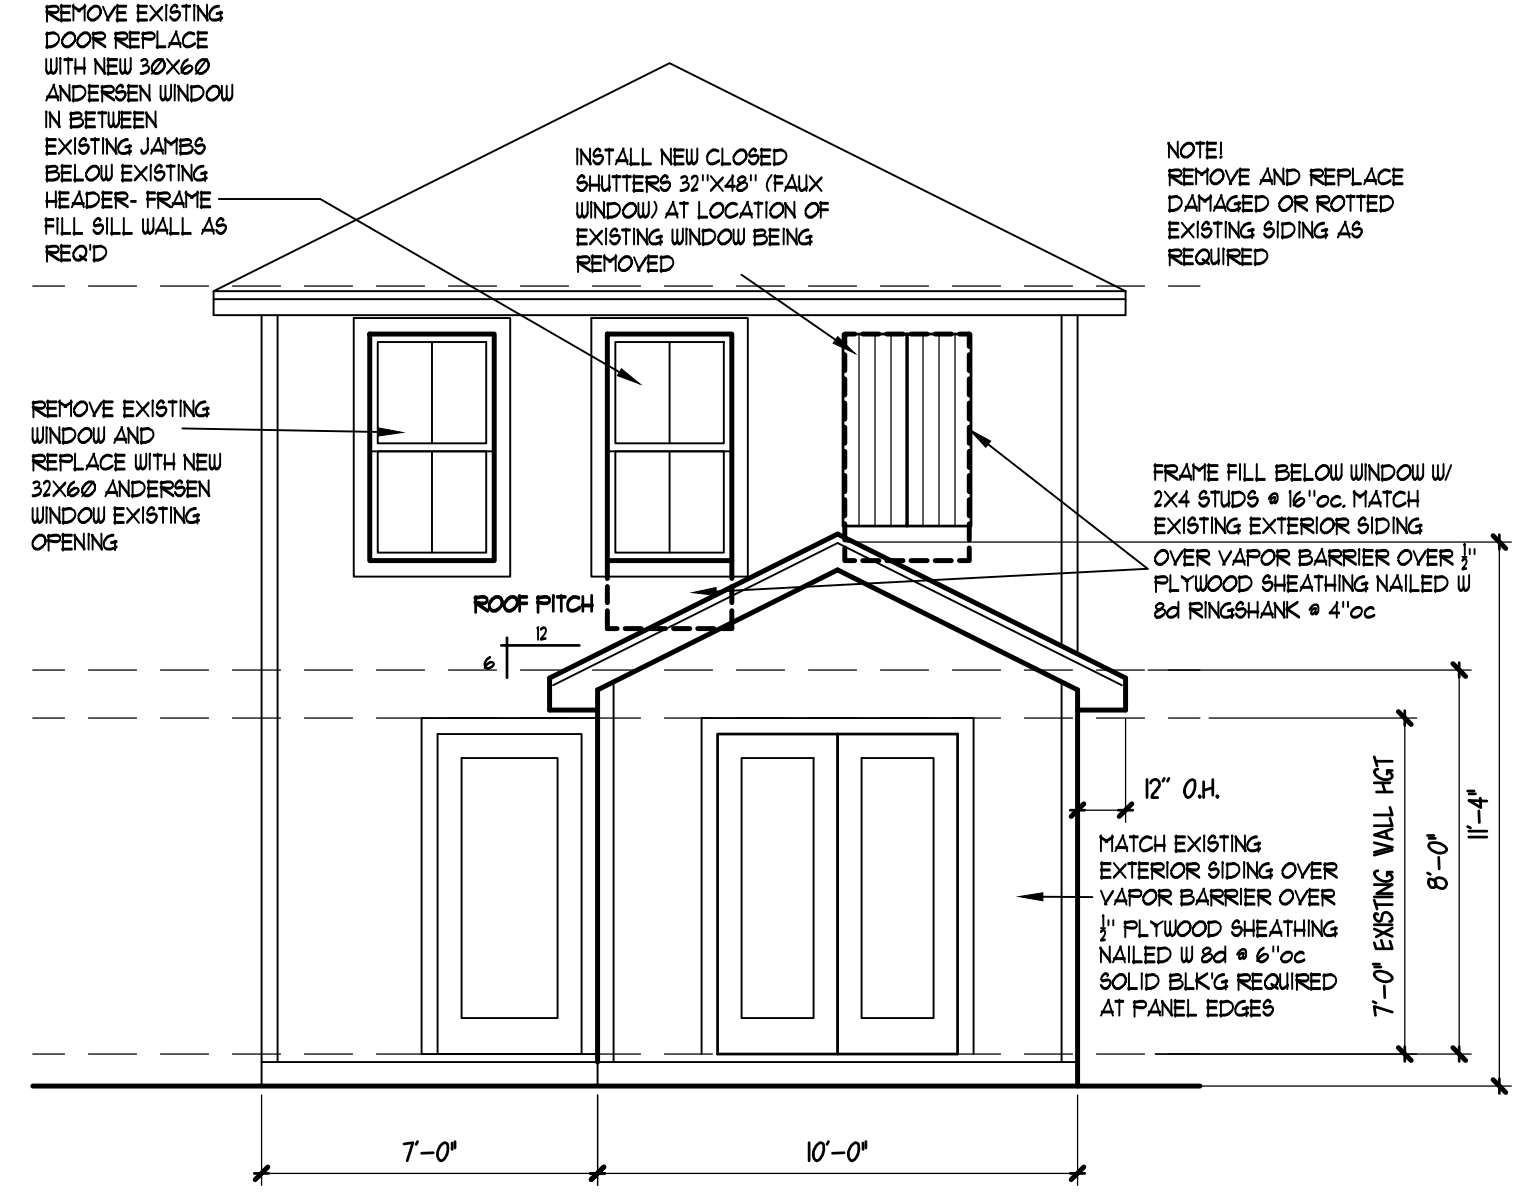 REMOVE EXISTING
DOOR REPLACE
WITH NEW 30X60
ANDERSEN WINDOW
IN BETWEEN
EXISTING JAMBS
BELOW EXISTING
HEADER- FRAME
FILL SILL WALL AS
REQ'D
INSTALL NEW CLOSED
SHUTTERS 32"X48" (FAUX
WINDOW) AT LOCATION OF
EXISTING WINDOW BEING
REMOVED
NOTE!
REMOVE AND REPLACE
DAMAGED OR ROTTED
EXISTING SIDING AS
REQUIRED
REMOVE EXISTING
WINDOW AND
REPLACE WITH NEW
32X60 ANDERSEN
WINDOW EXISTING
OPENING
FRAME FILL BELOW WINDOW W/
2X4 STUDS @ 16"oc. MATCH
EXISTING EXTERIOR SIDING
OVER VAPOR BARRIER OVER ½"
PLYWOOD SHEATHING NAILED W
8d RINGSHANK @ 4"oc
ROOF PITCH
12
6
12" O.H.
MATCH EXISTING
EXTERIOR SIDING OVER
VAPOR BARRIER OVER
½" PLYWOOD SHEATHING
NAILED W 8d @ 6"oc
SOLID BLK'G REQUIRED
AT PANEL EDGES
7'-0" EXISTING WALL HGT
8'-0"
11'-4"
7'-0"
10'-0"